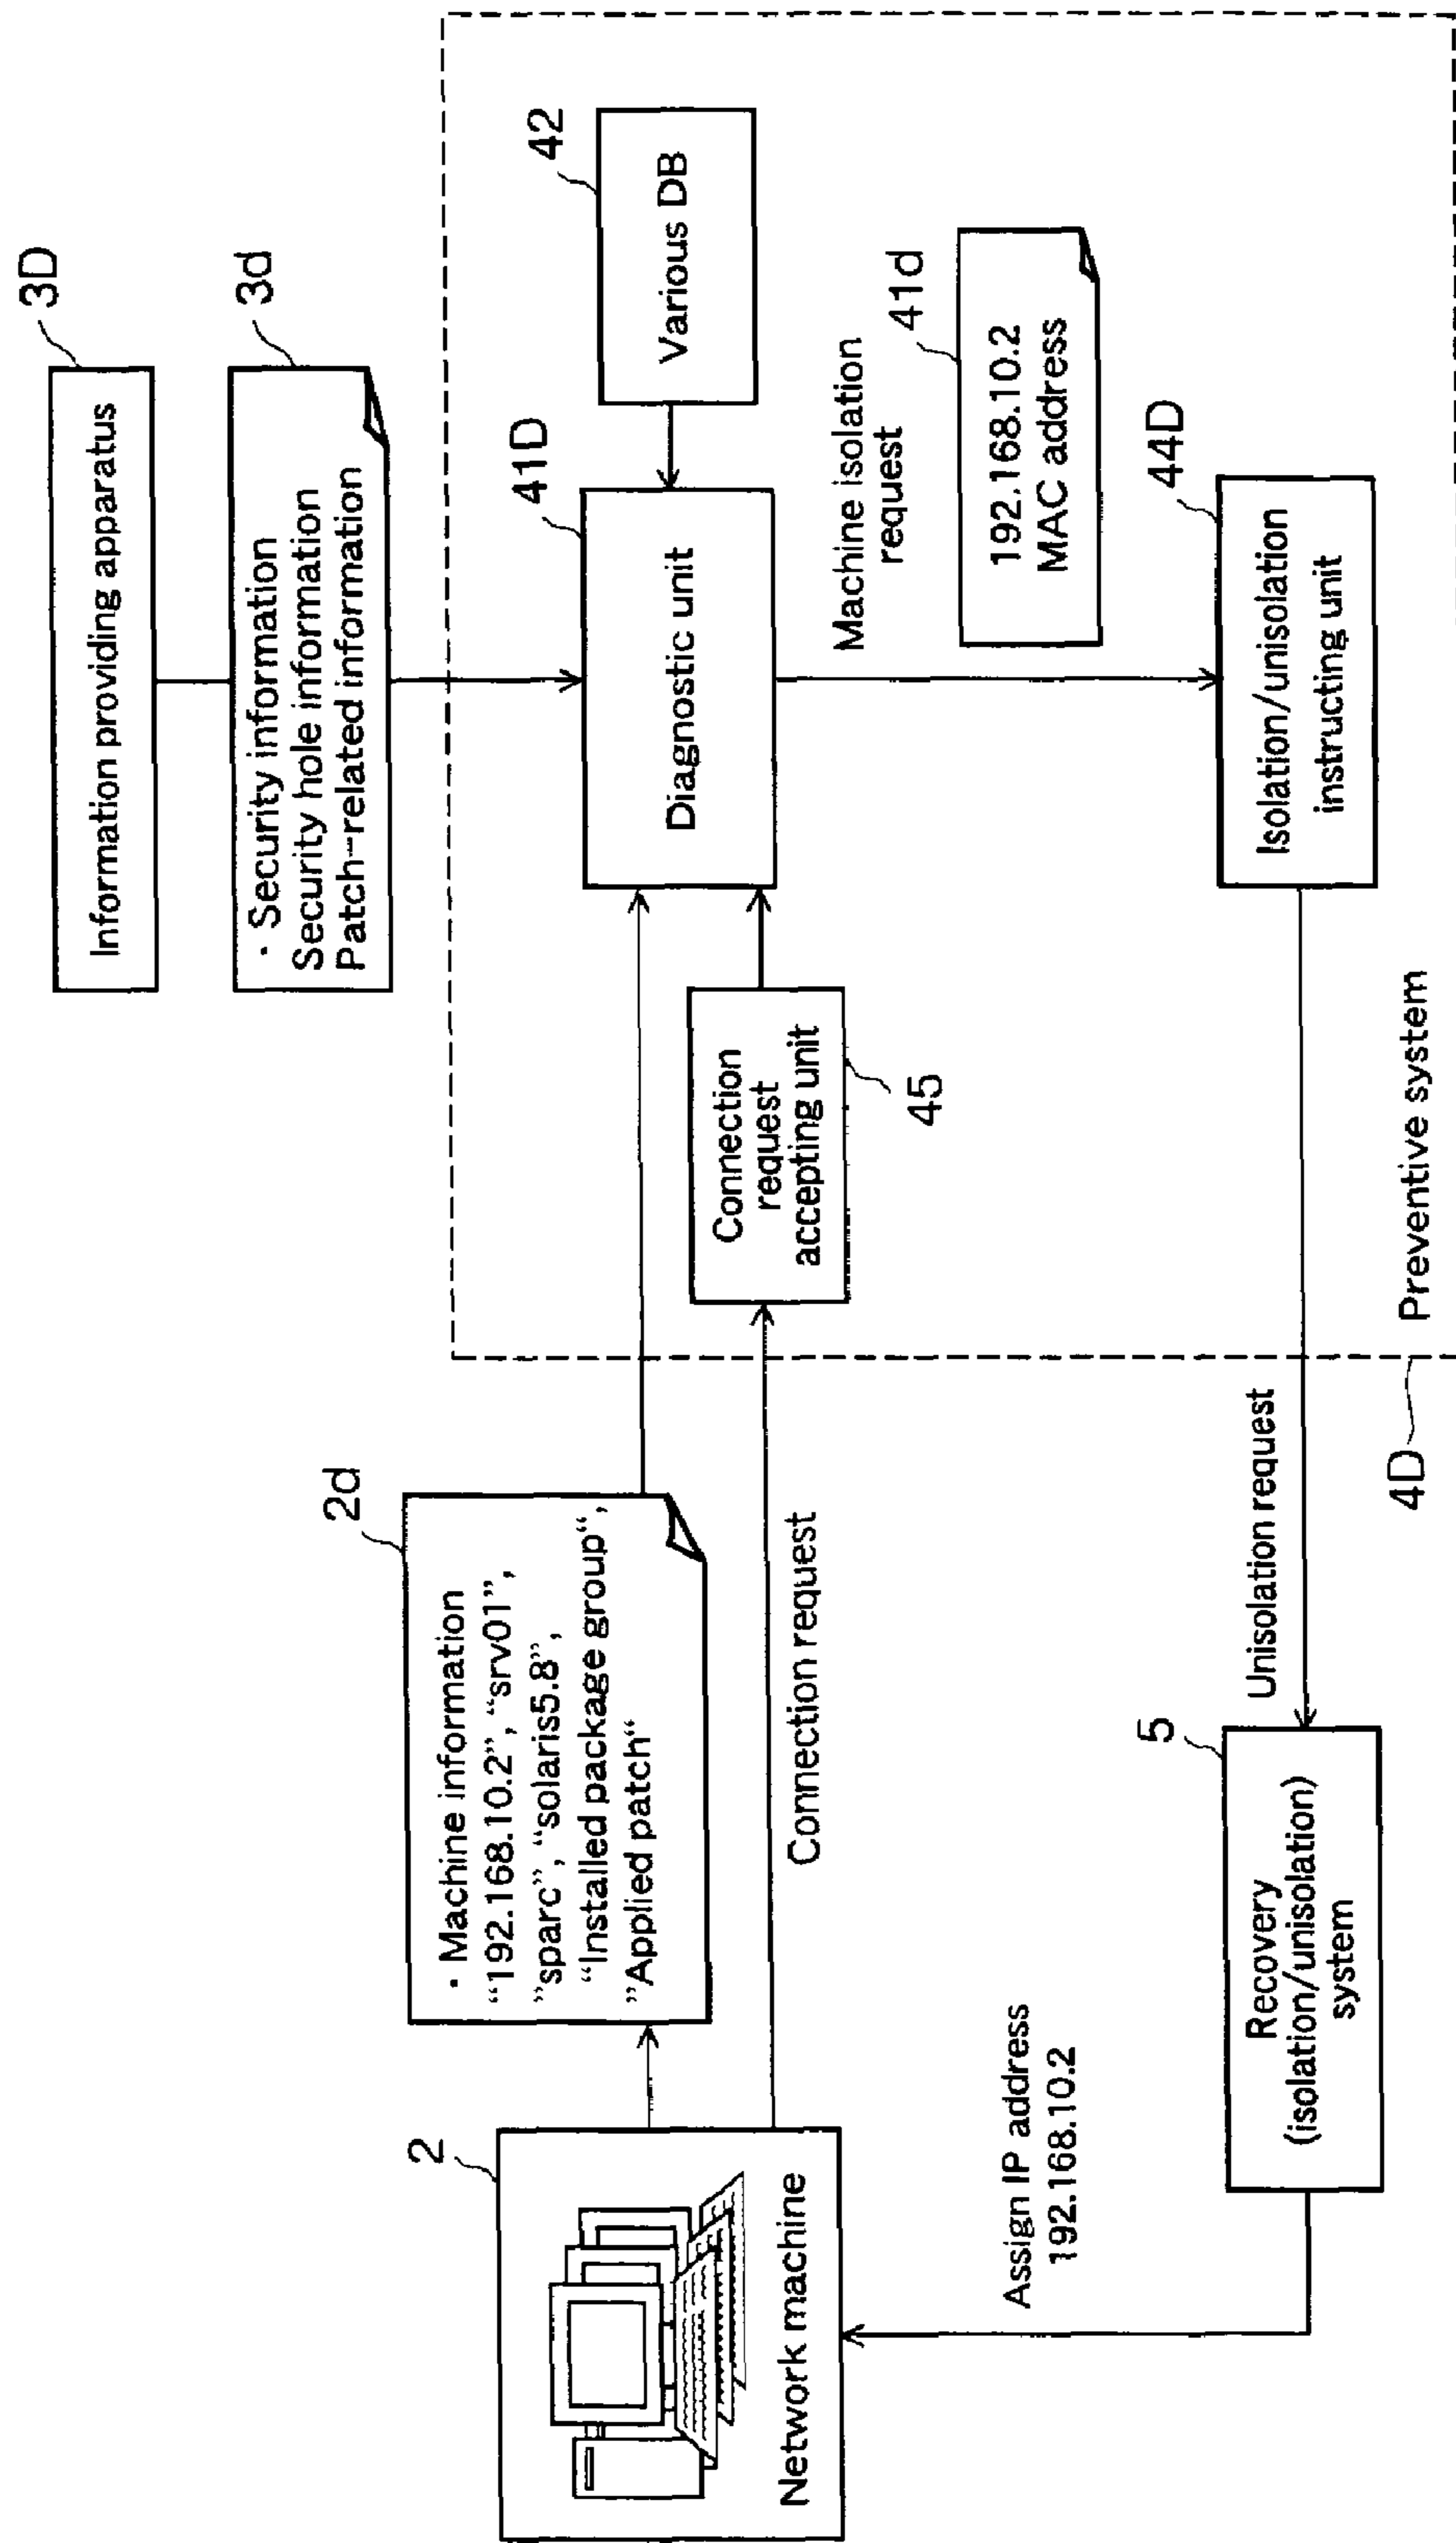 3D
Information providing apparatus
3d
· Security information
Security hole information
Patch-related information
2
Network machine
2d
· Machine information
“192.168.10.2”, “srv01”,
”sparc”, “solaris5.8”,
“Installed package group“,
”Applied patch“
Connection request
Connection
request
accepting unit
45
41D
Diagnostic unit
42
Various DB
Machine isolation
request
41d
192.168.10.2
MAC address
44D
Isolation/unisolation
instructing unit
Unisolation request
5
Recovery
(isolation/unisolation)
system
Assign IP address
192.168.10.2
4D
Preventive system